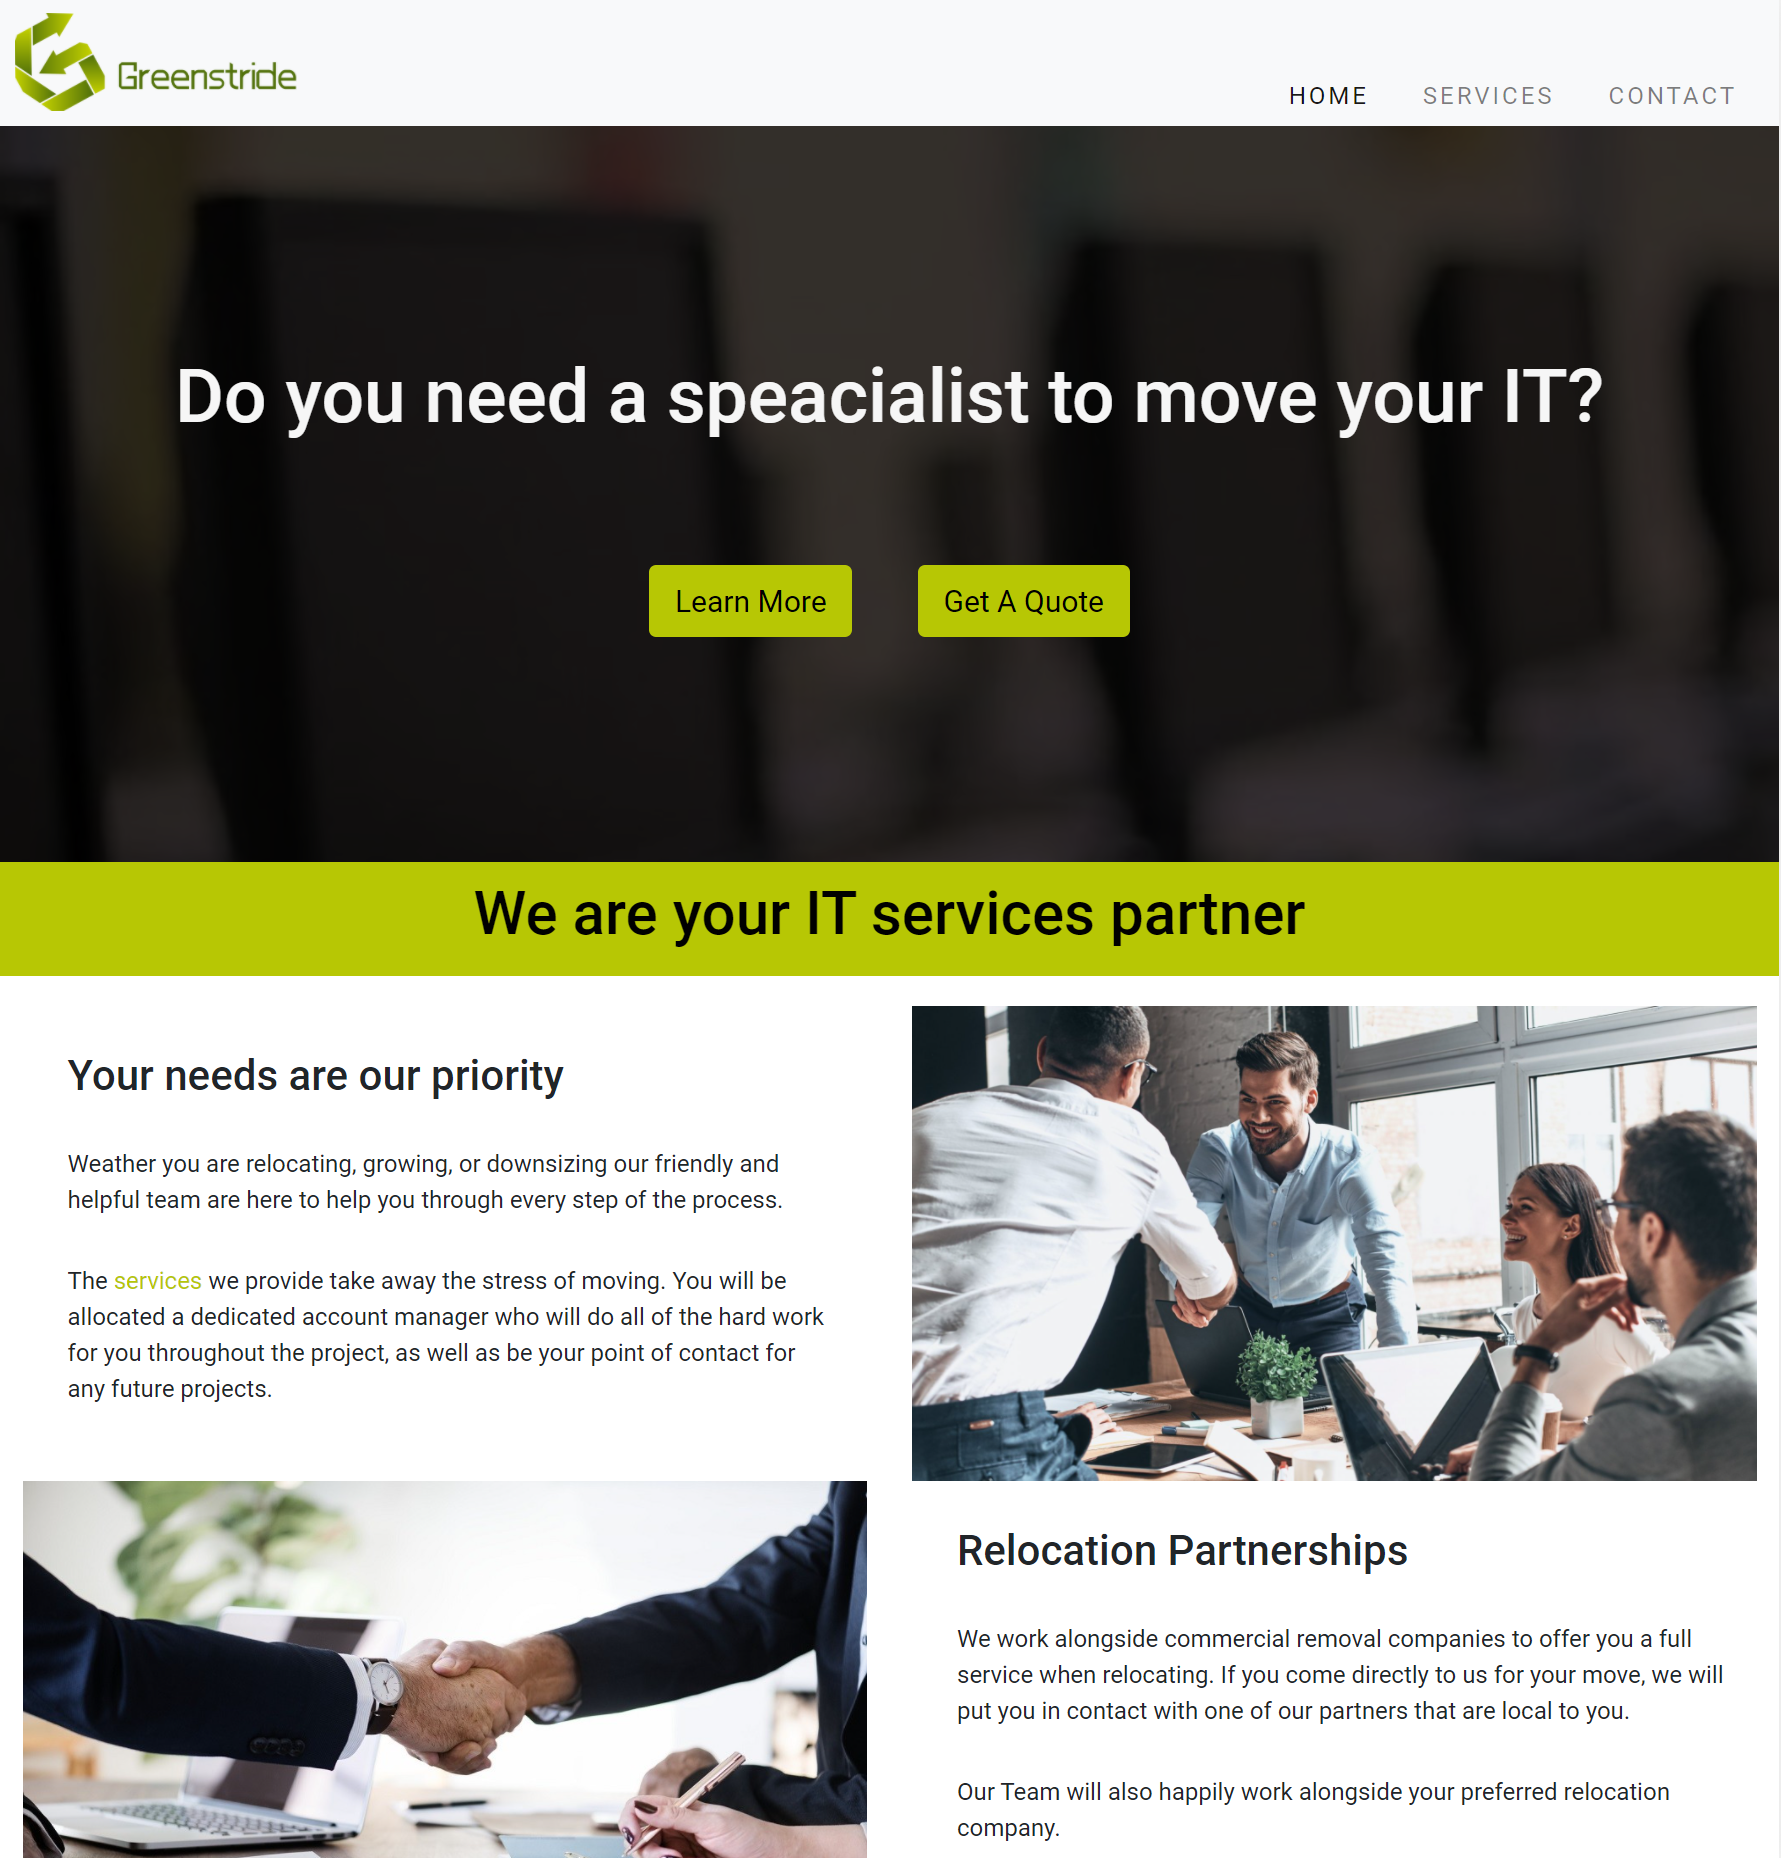 Greenstride
HOME SERVICES CONTACT
Do you need a speacialist to move your IT?
Learn More Get A Quote
We are your IT services partner
Your needs are our priority
Weather you are relocating, growing, or downsizing our friendly and
helpful team are here to help you through every step of the process.
The services we provide take away the stress of moving. You will be
allocated a dedicated account manager who will do all of the hard work
for you throughout the project, as well as be your point of contact for
any future projects.
Relocation Partnerships
We work alongside commercial removal companies to offer you a full
service when relocating. If you come directly to us for your move, we will
put you in contact with one of our partners that are local to you.
Our Team will also happily work alongside your preferred relocation
company.